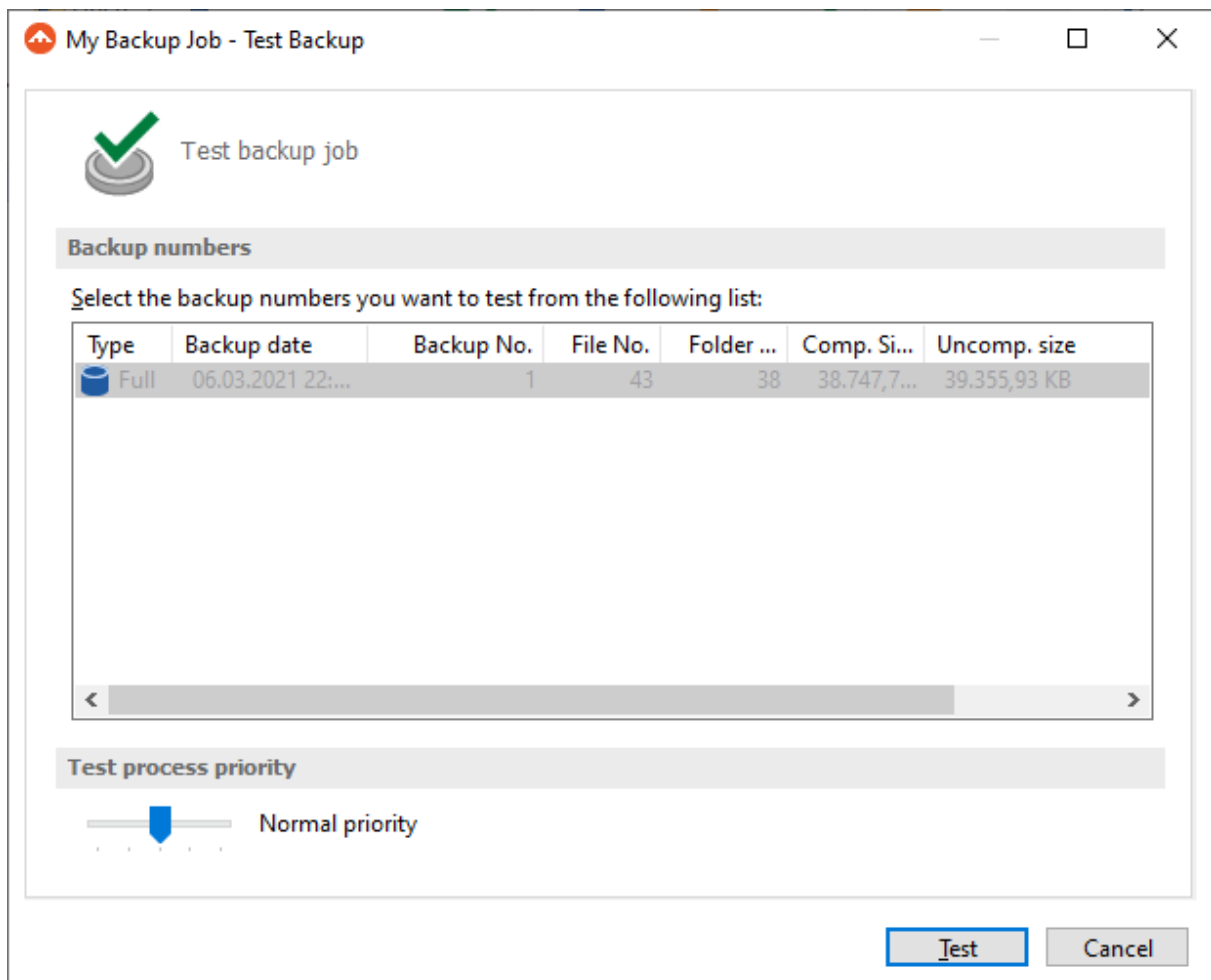 My Backup Job - Test Backup
Test backup job
Backup numbers
Select the backup numbers you want to test from the following list:
Type Backup date Backup No. File No. Folder ... Comp. Si... Uncomp. size
Full 06.03.2021 22:... 1 43 38 38.747,7... 39.355,93 KB
Test process priority
Normal priority
Test Cancel